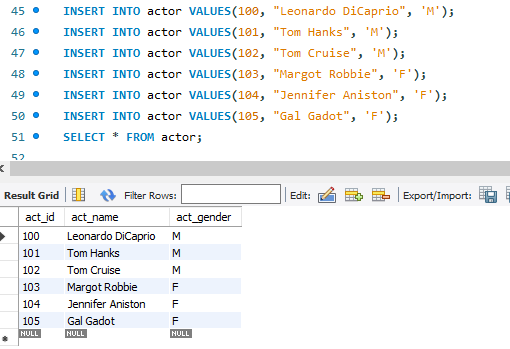 45 INSERT INTO actor VALUES(100, "Leonardo DiCaprio", 'M');
46 INSERT INTO actor VALUES(101, "Tom Hanks", 'M');
47 INSERT INTO actor VALUES(102, "Tom Cruise", 'M');
48 INSERT INTO actor VALUES(103, "Margot Robbie", 'F');
49 INSERT INTO actor VALUES(104, "Jennifer Aniston", 'F');
50 INSERT INTO actor VALUES(105, "Gal Gadot", 'F');
51 SELECT * FROM actor;
52
Result Grid Filter Rows: Edit: Export/Import:
act_id act_name act_gender
100 Leonardo DiCaprio M
101 Tom Hanks M
102 Tom Cruise M
103 Margot Robbie F
104 Jennifer Aniston F
105 Gal Gadot F
NULL NULL NULL